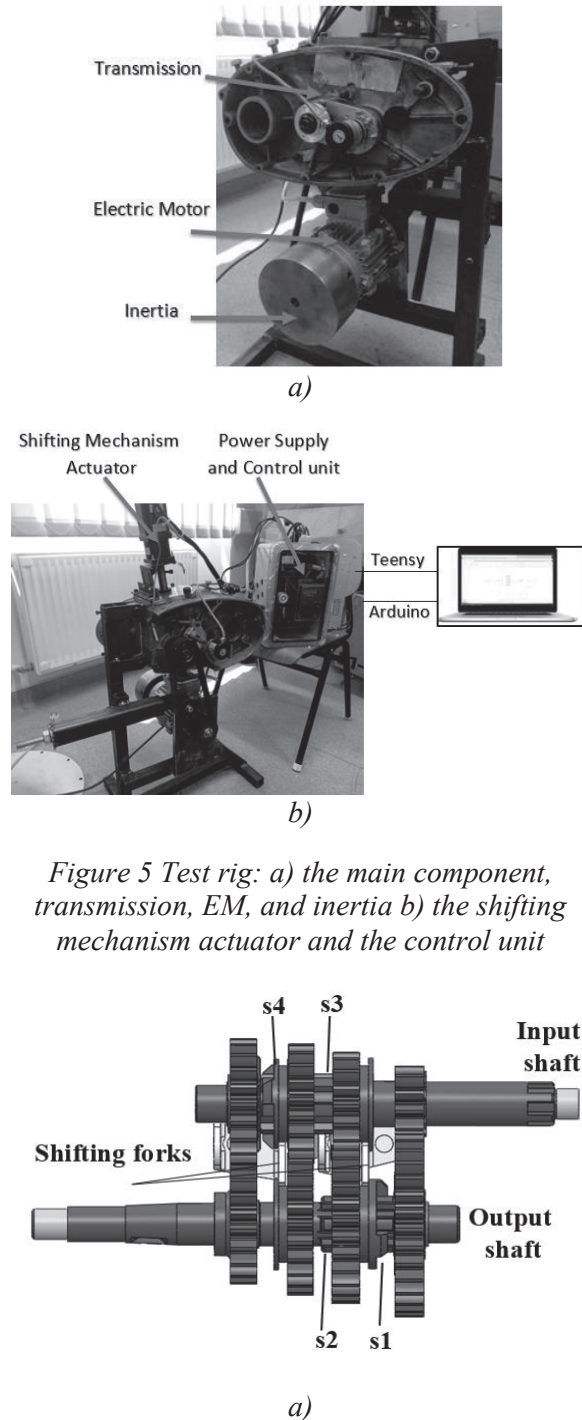 Transmission
Electric Motor
Inertia
a)
Shifting Mechanism
Actuator
Power Supply
and Control unit
Teensy
Arduino
b)
Figure 5 Test rig: a) the main component,
transmission, EM, and inertia b) the shifting
mechanism actuator and the control unit
s4
s3
Input
shaft
Shifting forks
Output
shaft
s2
s1
a)